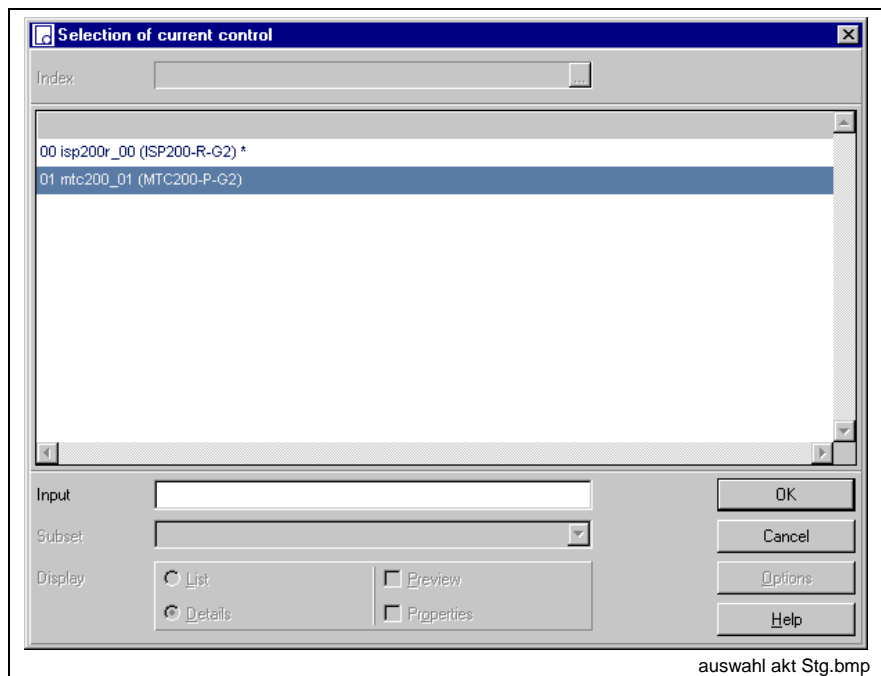 Selection of current control
Index ...
00 isp200r_00 (ISP200-R-G2) *
01 mtc200_01 (MTC200-P-G2)
Input OK
Subset Cancel
Display List Preview Options
Details Properties Help
auswahl akt Stg.bmp